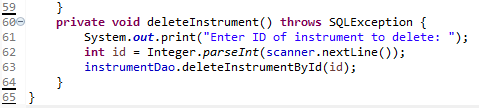 59 }
60 private void deleteInstrument() throws SQLException {
61 System.out.print("Enter ID of instrument to delete: ");
62 int id = Integer.parseInt(scanner.nextLine());
63 instrumentDao.deleteInstrumentById(id);
64 }
65 }